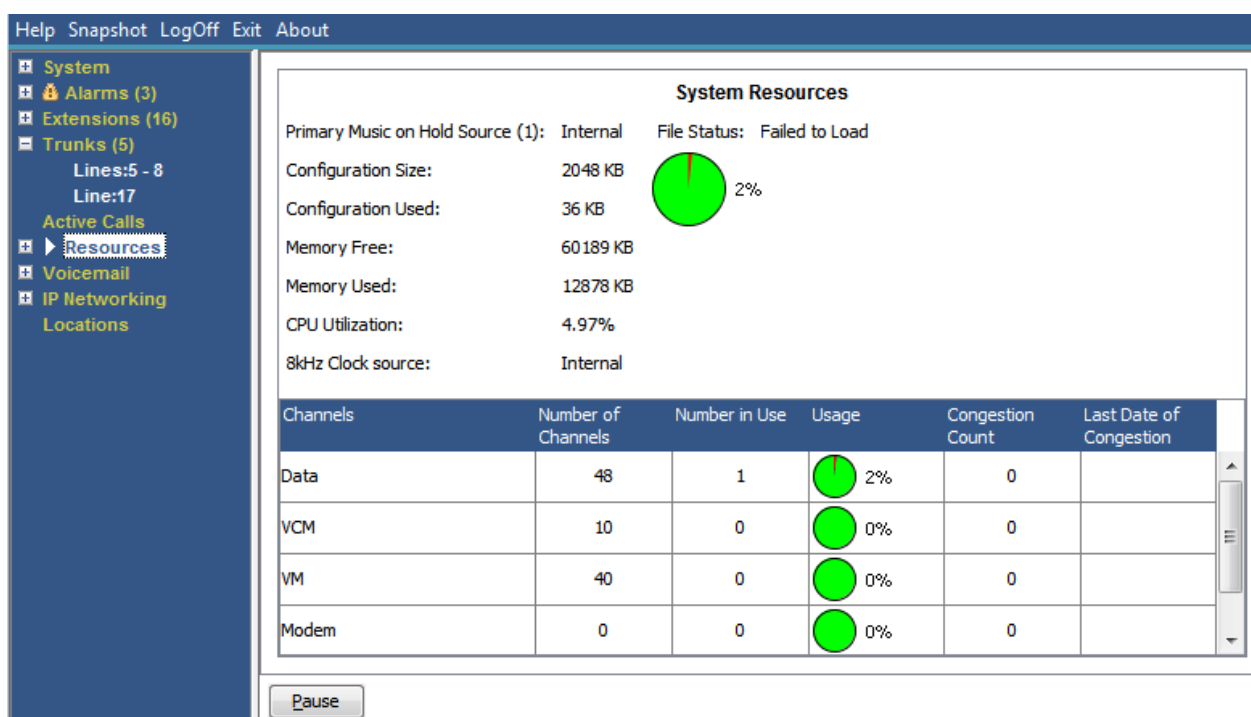 Help Snapshot LogOff Exit About
System
Alarms (3)
Extensions (16)
Trunks (5)
Lines:5 - 8
Line:17
Active Calls
Resources
Voicemail
IP Networking
Locations
System Resources
Primary Music on Hold Source (1): Internal File Status: Failed to Load
Configuration Size: 2048 KB
2%
Configuration Used: 36 KB
Memory Free: 60189 KB
Memory Used: 12878 KB
CPU Utilization: 4.97%
8kHz Clock source: Internal
Channels Number of Channels Number in Use Usage Congestion Count Last Date of Congestion
Data 48 1 2% 0
VCM 10 0 0% 0
VM 40 0 0% 0
Modem 0 0 0% 0
Pause